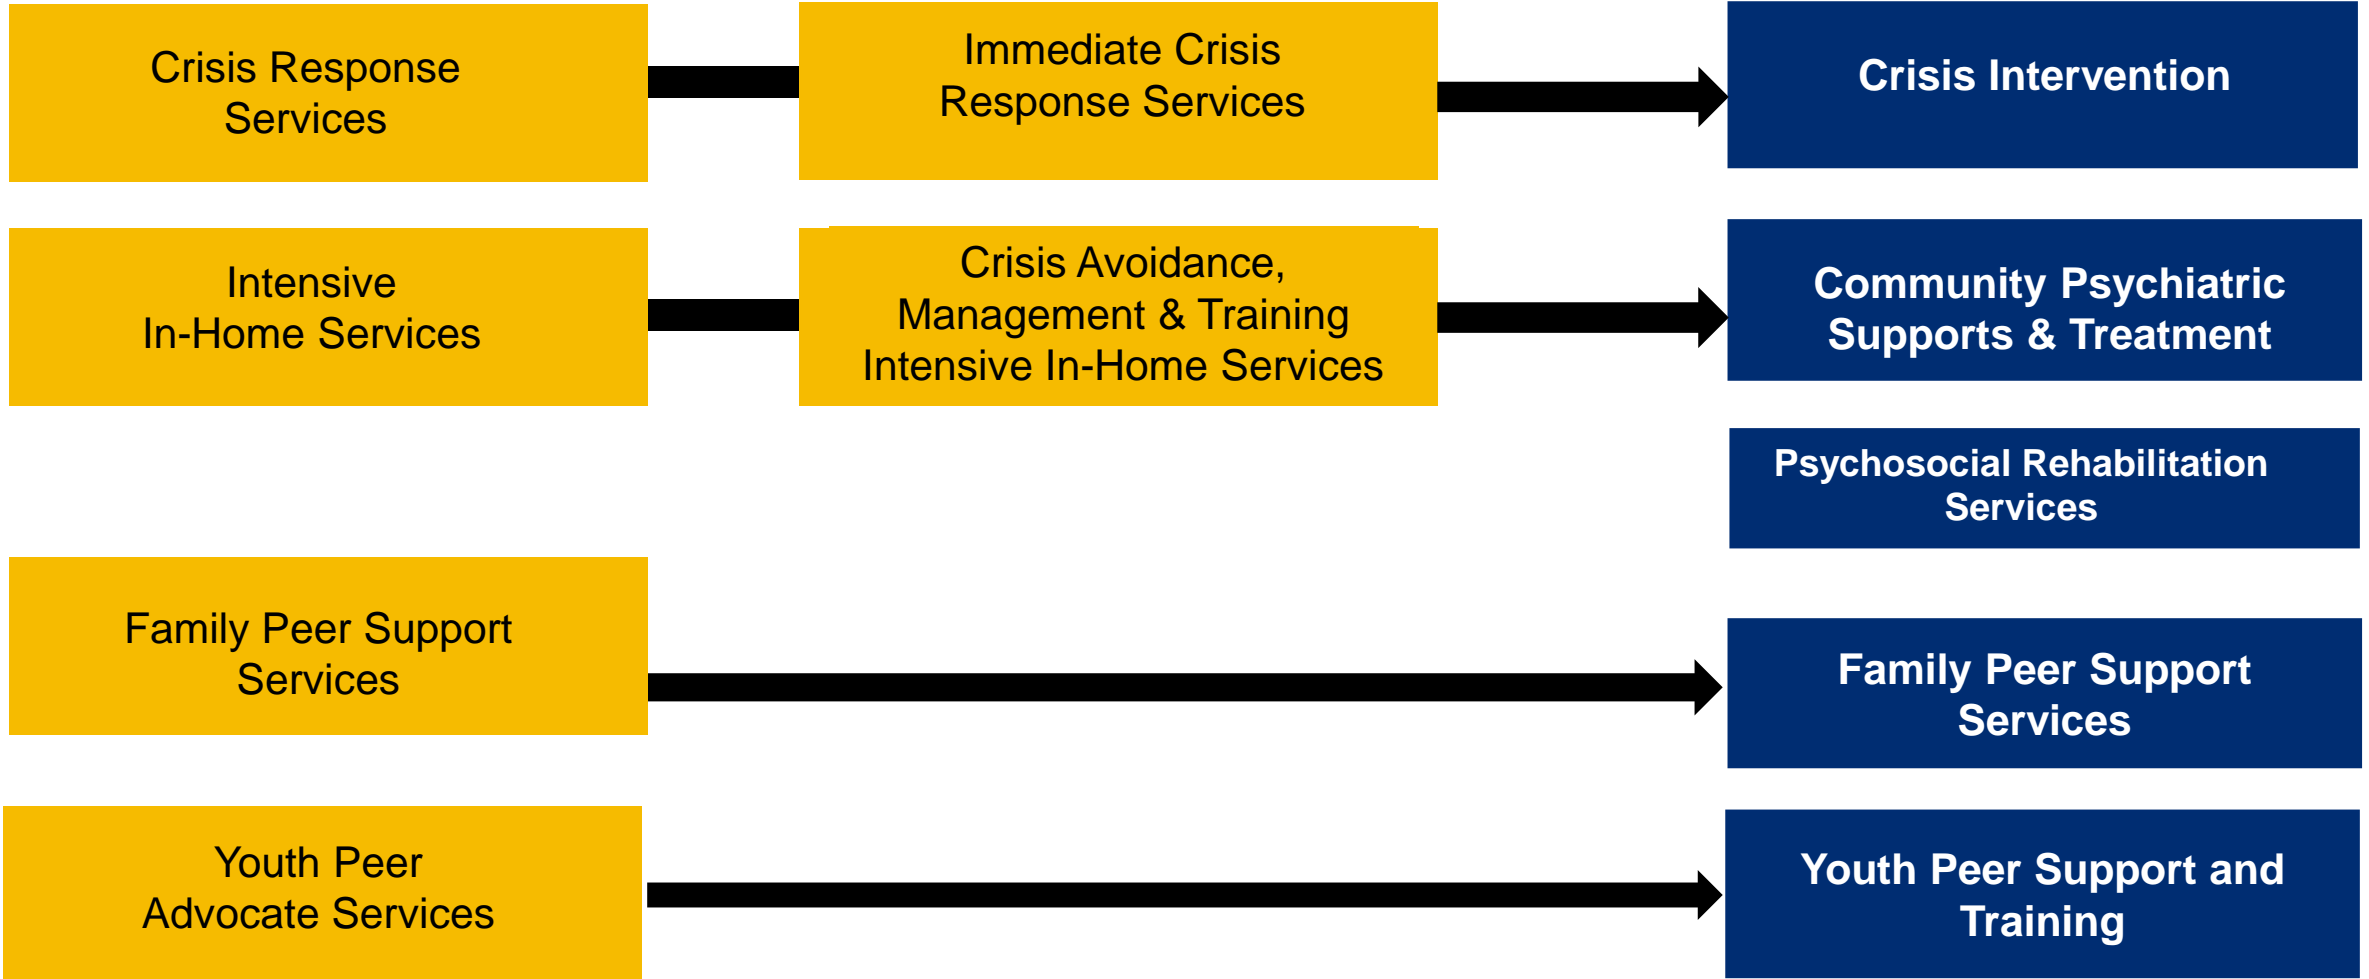 Crisis Response
Services
Immediate Crisis
Response Services
Crisis Intervention
Intensive
In-Home Services
Crisis Avoidance,
Management & Training
Intensive In-Home Services
Community Psychiatric
Supports & Treatment
Psychosocial Rehabilitation
Services
Family Peer Support
Services
Family Peer Support
Services
Youth Peer
Advocate Services
Youth Peer Support and
Training